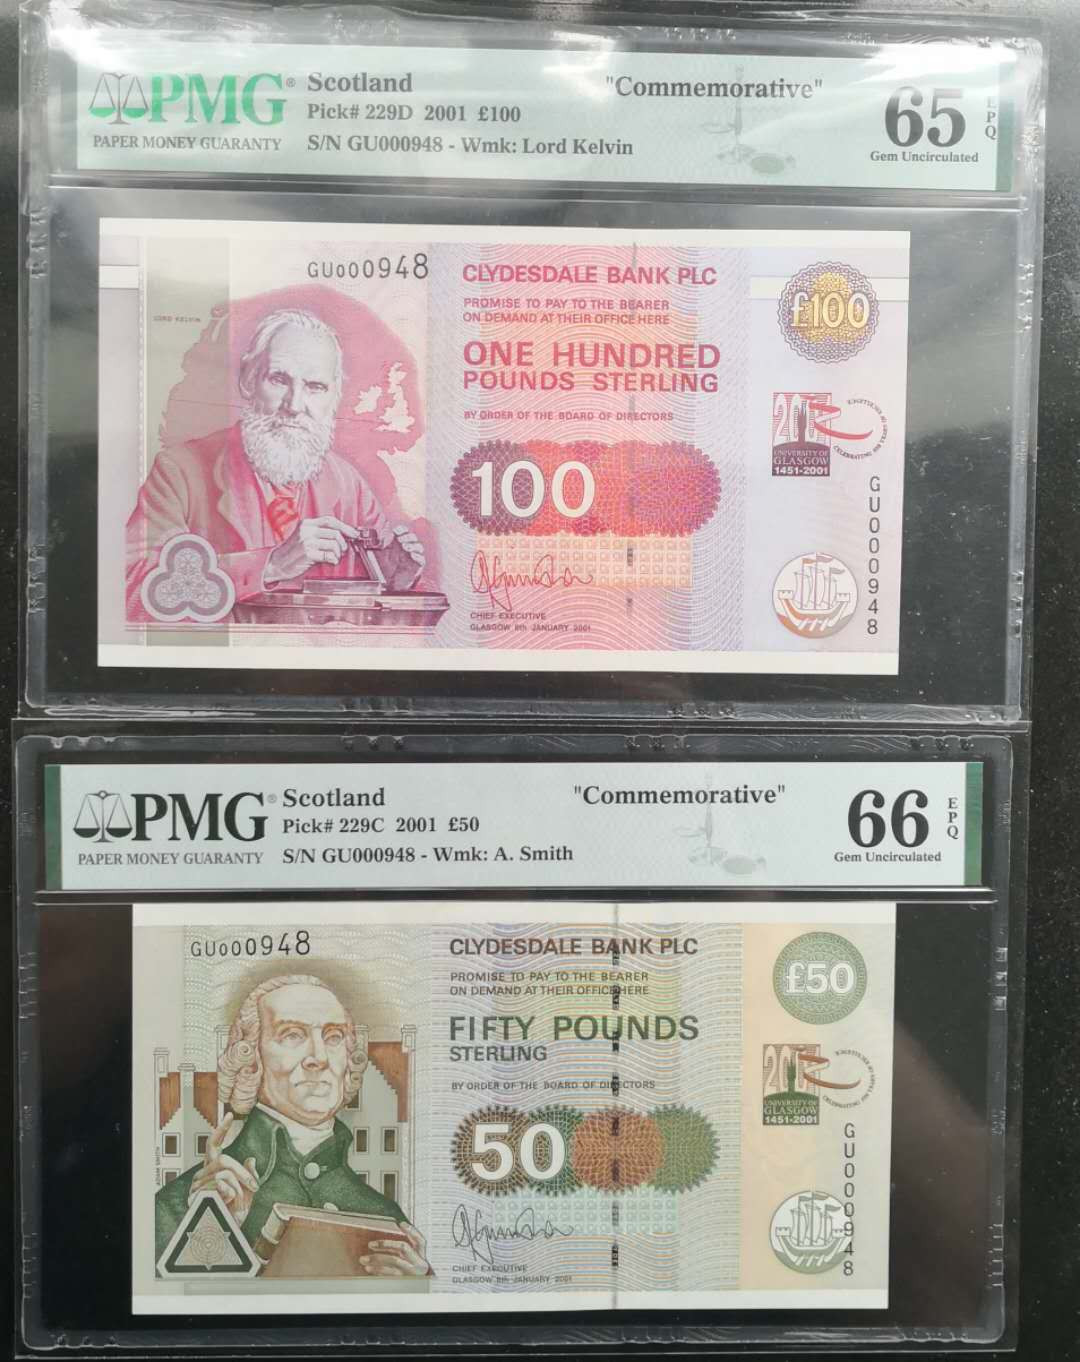 PMG®
PAPER MONEY GUARANTY
Scotland
Pick# 229D 2001 £100
S/N GU000948 - Wmk: Lord Kelvin
"Commemorative"
65
EPQ
Gem Uncirculated
GU000948
LORD KELVIN
CLYDESDALE BANK PLC
PROMISE TO PAY TO THE BEARER
ON DEMAND AT THEIR OFFICE HERE
ONE HUNDRED
POUNDS STERLING
BY ORDER OF THE BOARD OF DIRECTORS
100
CHIEF EXECUTIVE
GLASGOW 8th JANUARY 2001
£100
2001
UNIVERSITY OF
GLASGOW
1451-2001
GU000948
PMG®
PAPER MONEY GUARANTY
Scotland
Pick# 229C 2001 £50
S/N GU000948 - Wmk: A. Smith
"Commemorative"
66
EPQ
Gem Uncirculated
GU000948
ADAM SMITH
CLYDESDALE BANK PLC
PROMISE TO PAY TO THE BEARER
ON DEMAND AT THEIR OFFICE HERE
FIFTY POUNDS
STERLING
BY ORDER OF THE BOARD OF DIRECTORS
50
CHIEF EXECUTIVE
GLASGOW 8th JANUARY 2001
£50
2001
UNIVERSITY OF
GLASGOW
1451-2001
GU000948